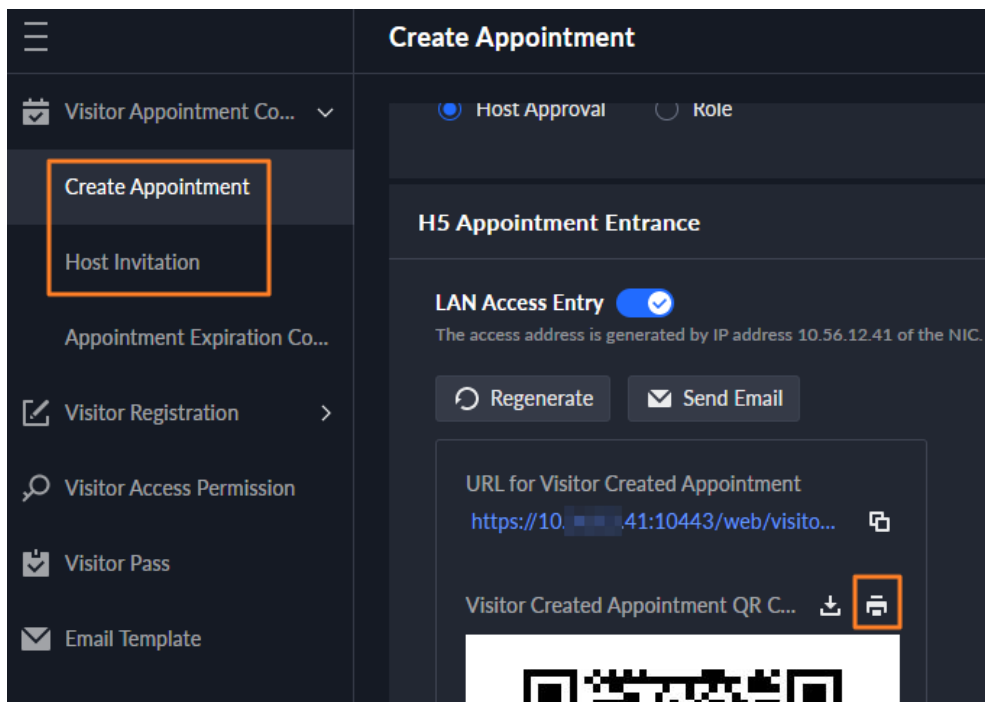 Create Appointment
Visitor Appointment Co...
Host Approval
Role
Create Appointment
H5 Appointment Entrance
Host Invitation
LAN Access Entry
The access address is generated by IP address 10.56.12.41 of the NIC.
Appointment Expiration Co...
Regenerate
Send Email
Visitor Registration
URL for Visitor Created Appointment
Visitor Access Permission
https://10. .41:10443/web/visito...
Visitor Pass
Visitor Created Appointment QR C...
Email Template